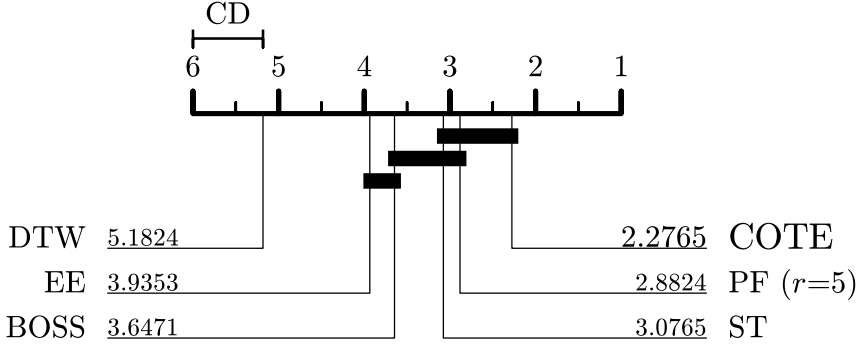 CD
6 5 4 3 2 1
DTW 5.1824 2.2765 COTE
EE 3.9353 2.8824 PF (r=5)
BOSS 3.6471 3.0765 ST